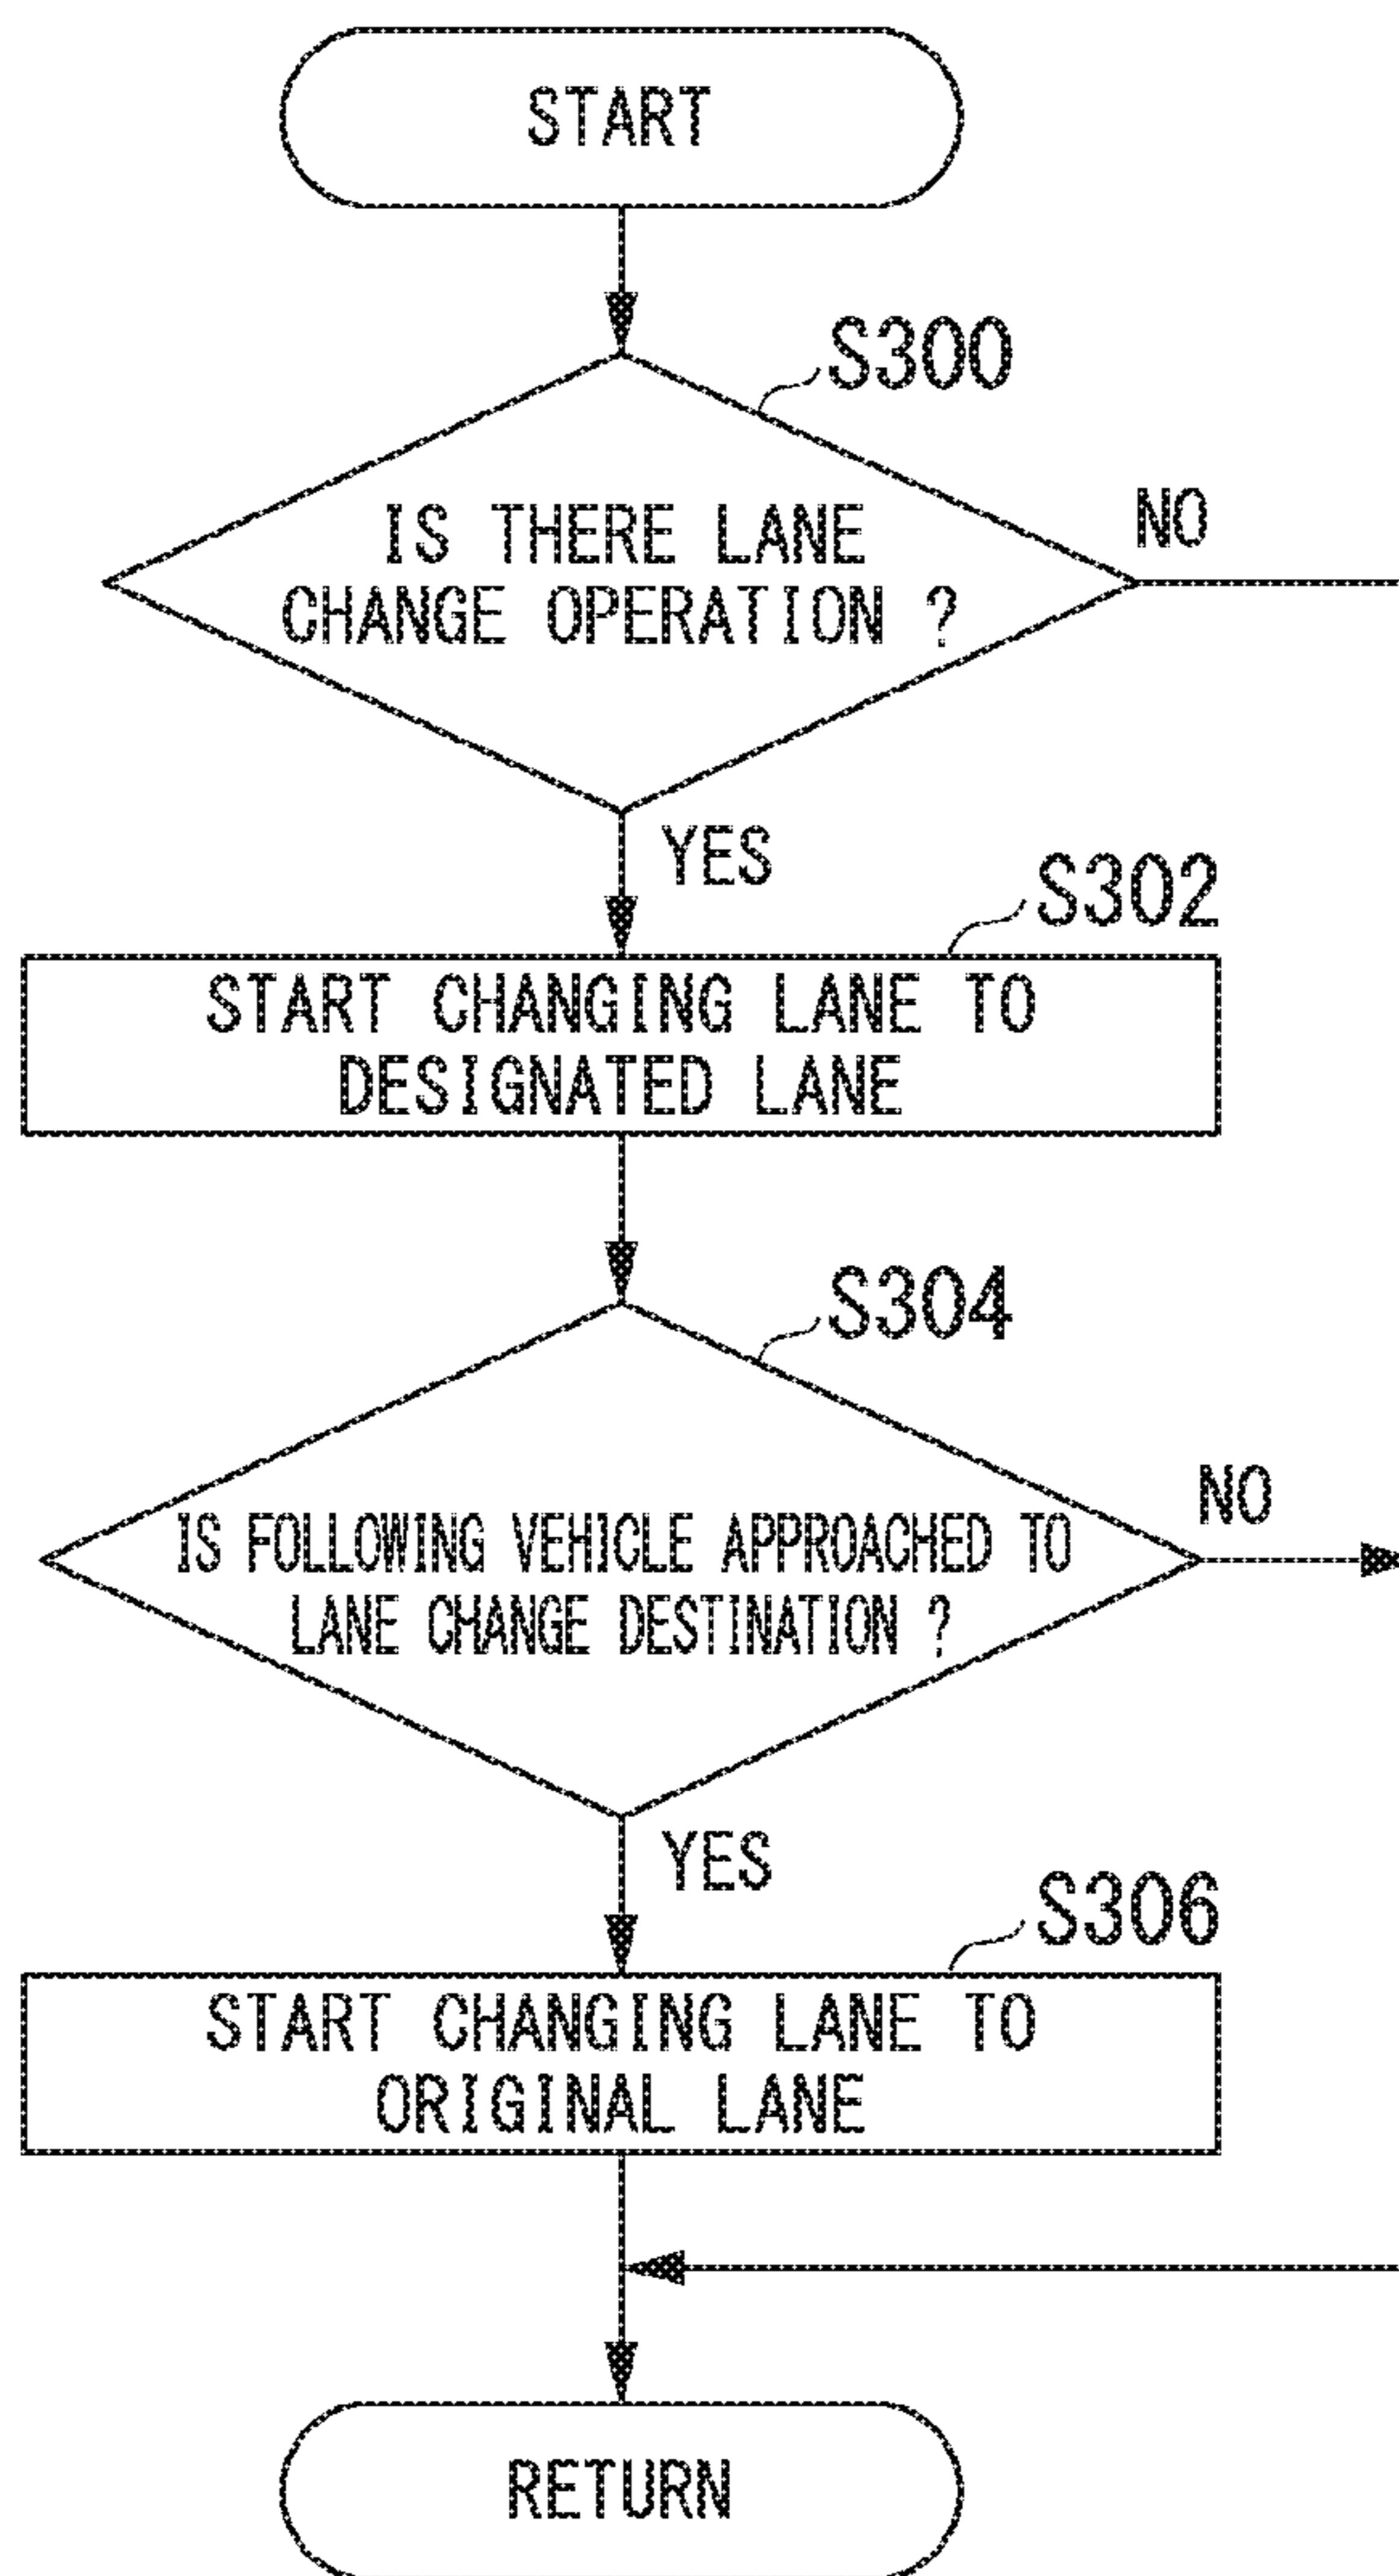 START
S300
IS THERE LANE
CHANGE OPERATION ?
NO
YES
S302
START CHANGING LANE TO
DESIGNATED LANE
S304
IS FOLLOWING VEHICLE APPROACHED TO
LANE CHANGE DESTINATION ?
NO
YES
S306
START CHANGING LANE TO
ORIGINAL LANE
RETURN